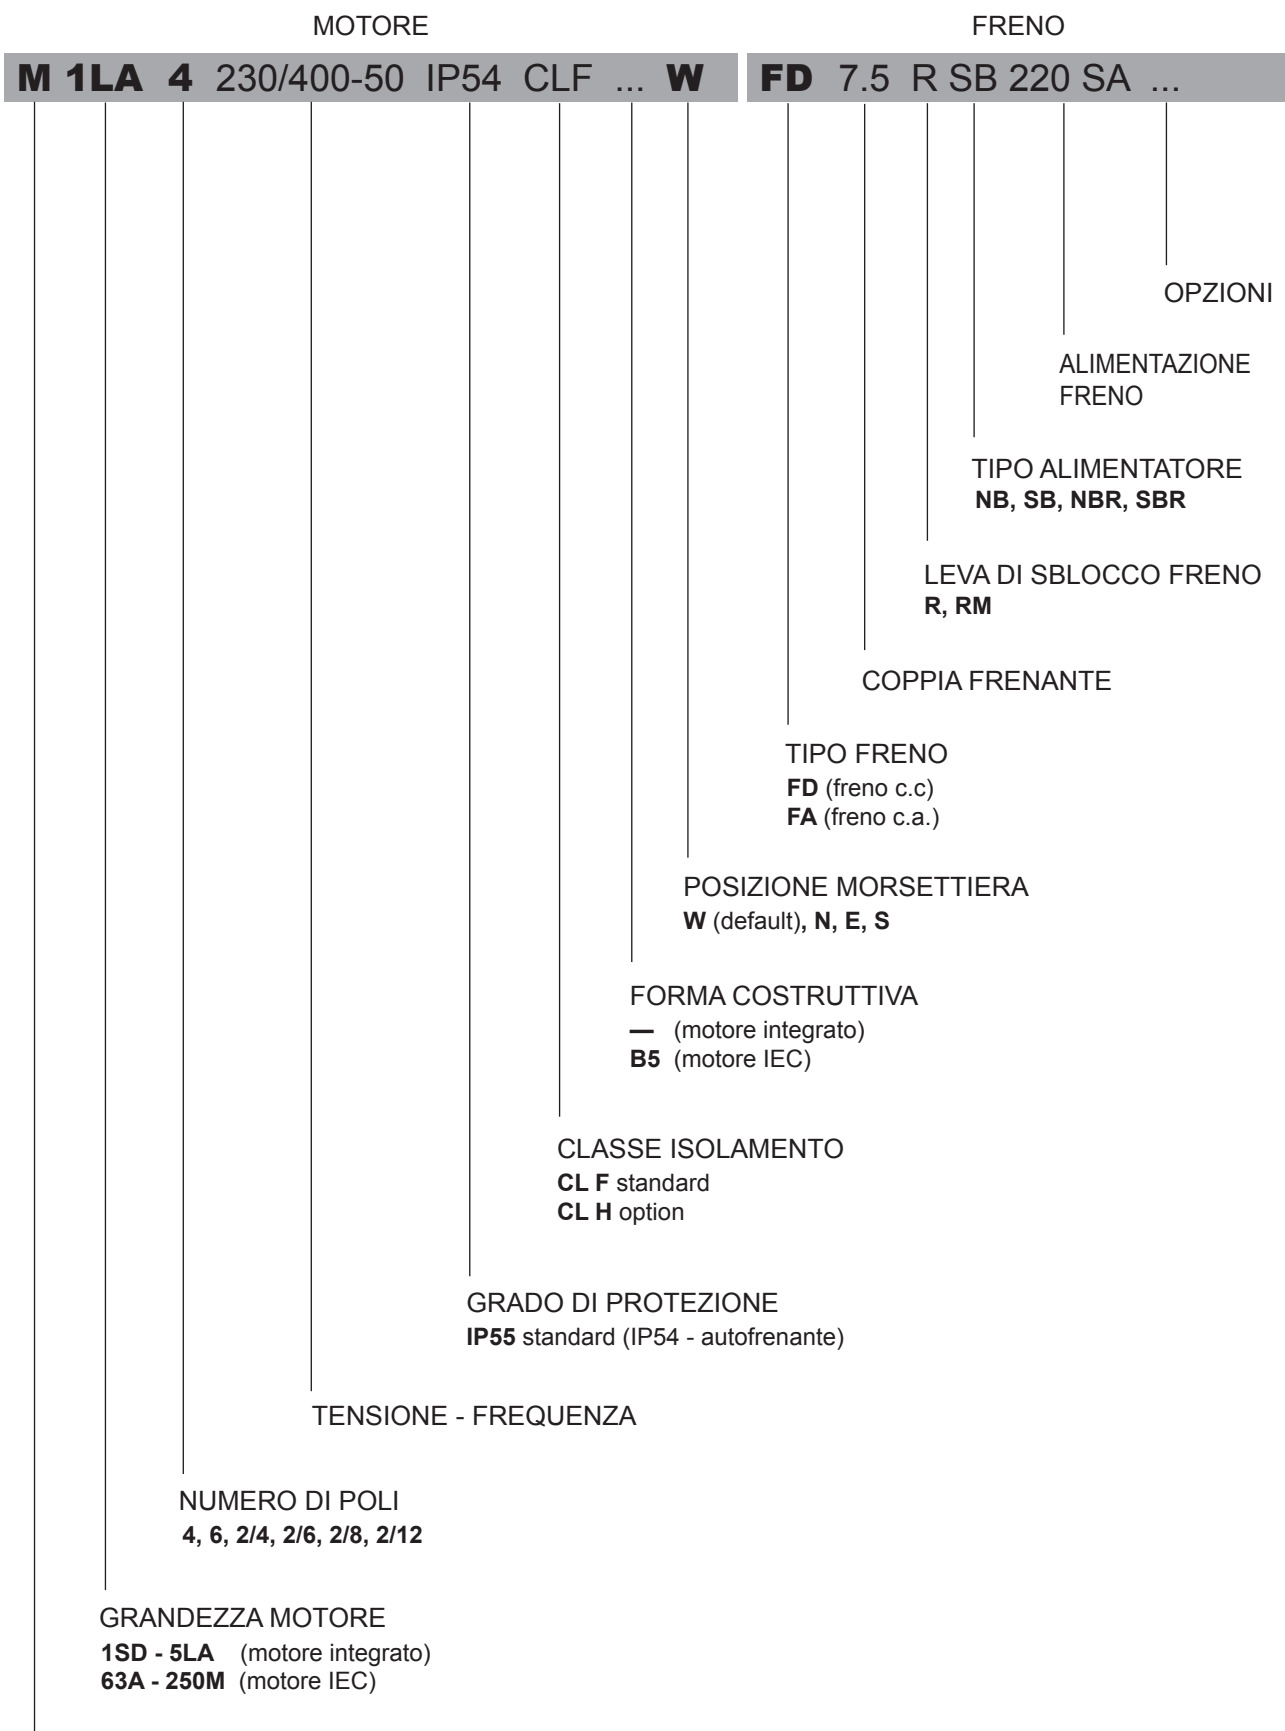 MOTORE FRENO
M 1LA 4 230/400-50 IP54 CLF ... W FD 7.5 R SB 220 SA ...
OPZIONI
ALIMENTAZIONE
FRENO
TIPO ALIMENTATORE
NB, SB, NBR, SBR
LEVA DI SBLOCCO FRENO
R, RM
COPPIA FRENANTE
TIPO FRENO
FD (freno c.c)
FA (freno c.a.)
POSIZIONE MORSETTIERA
W (default), N, E, S
FORMA COSTRUTTIVA
— (motore integrato)
B5 (motore IEC)
CLASSE ISOLAMENTO
CL F standard
CL H option
GRADO DI PROTEZIONE
IP55 standard (IP54 - autofrenante)
TENSIONE - FREQUENZA
NUMERO DI POLI
4, 6, 2/4, 2/6, 2/8, 2/12
GRANDEZZA MOTORE
1SD - 5LA (motore integrato)
63A - 250M (motore IEC)